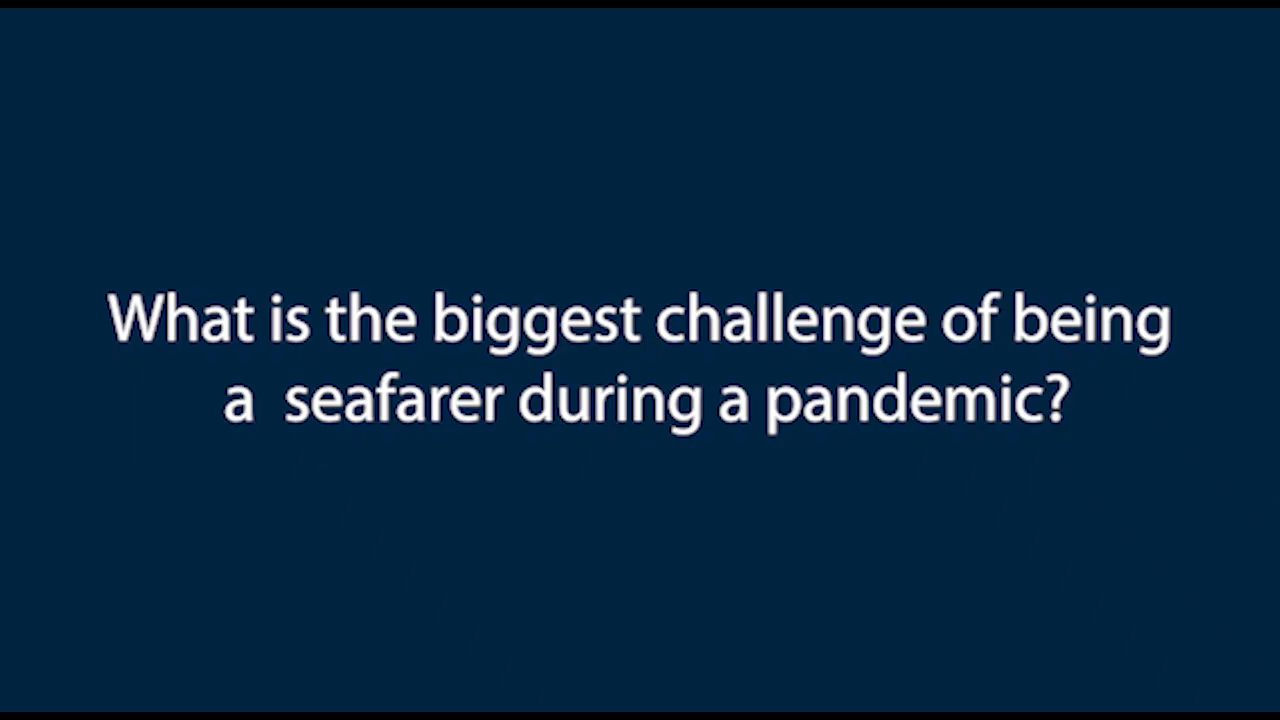 What is the biggest challenge of being
a  seafarer during a pandemic?